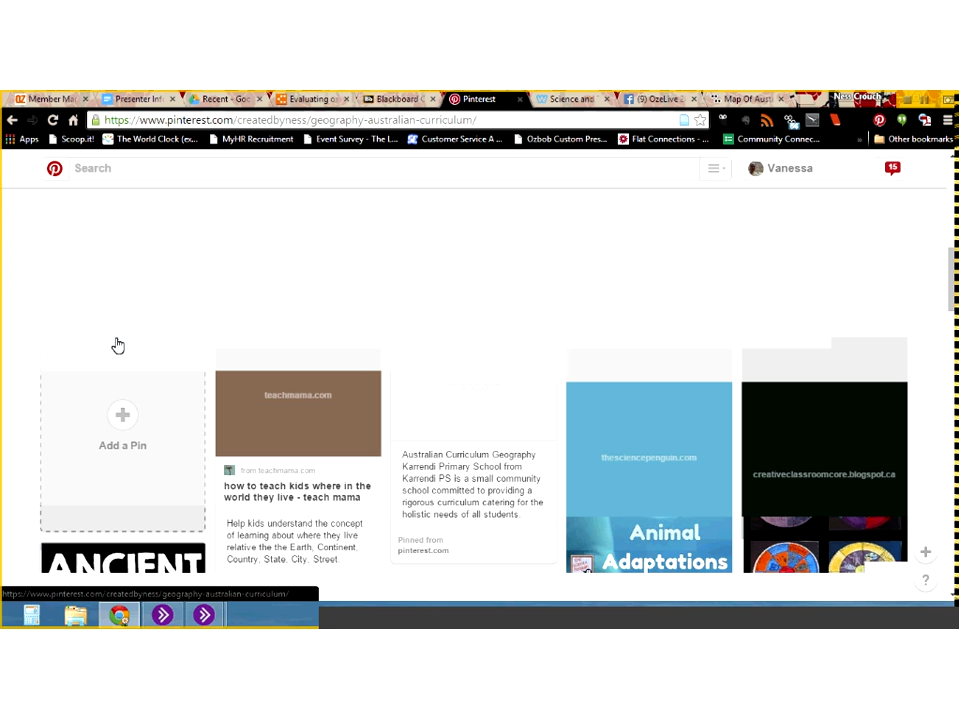 Member Ma
Presenter Inf
Recent - Goo
Evaluating o
Blackboard C
Pinterest
Science and
(9) OzeLive
Map Of Aust
Ness Crouch
https://www.pinterest.com/createdbyness/geography-australian-curriculum/
Apps
Scoop.it!
The World Clock (ex...
MyHR Recruitment
Event Survey - The L...
Customer Service A ...
Ozbob Custom Pres...
Flat Connections - ...
Community Connec...
»
Other bookmarks
Search
Vanessa
15
Add a Pin
ANCIENT
teachmama.com
from teachmama.com
how to teach kids where in the
world they live - teach mama
Help kids understand the concept
of learning about where they live
relative the the Earth, Continent,
Country, State, City, Street.
Australian Curriculum Geography
Karrendi Primary School from
Karrendi PS is a small community
school committed to providing a
rigorous curriculum catering for the
holistic needs of all students.
Pinned from
pinterest.com
thesciencepenguin.com
Animal
Adaptations
creativeclassroomcore.blogspot.ca
?
https://www.pinterest.com/createdbyness/geography-australian-curriculum/